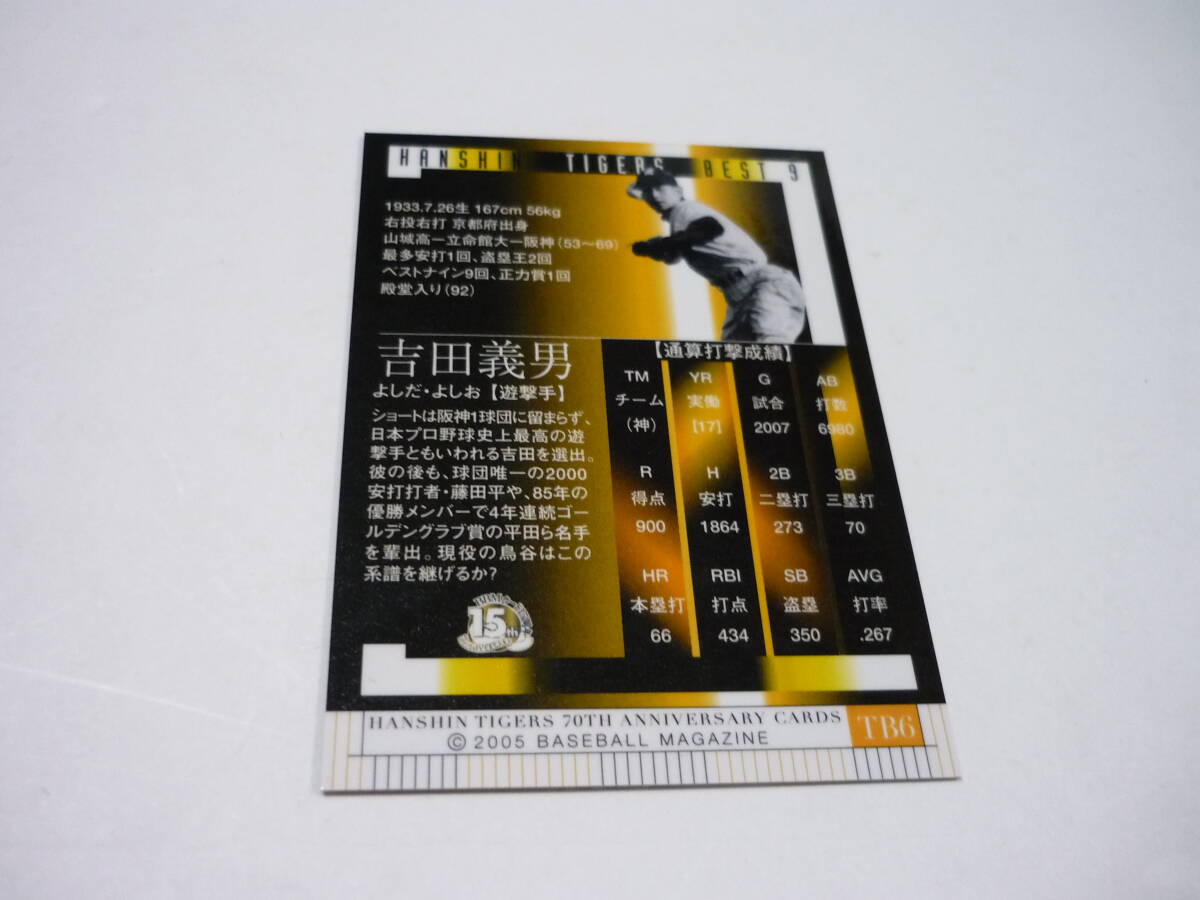 HANSHIN TIGERS BEST 9
1933.7.26生 167cm 56kg
右投右打 京都府出身
山城高ー立命館大ー阪神(53〜69)
最多安打1回、盗塁王2回
ベストナイン9回、正力賞1回
殿堂入り(92)
吉田義男
よしだ・よしお【遊撃手】
ショートは阪神1球団に留まらず、
日本プロ野球史上最高の遊
撃手ともいわれる吉田を選出。
彼の後も、球団唯一の2000
安打打者・藤田平や、85年の
優勝メンバーで4年連続ゴー
ルデングラブ賞の平田ら名手
を輩出。現役の鳥谷はこの
系譜を継げるか?
【通算打撃成績】
TM YR G AB
チーム 実働 試合 打数
(神) [17] 2007 6980
R H 2B 3B
得点 安打 二塁打 三塁打
900 1864 273 70
HR RBI SB AVG
本塁打 打点 盗塁 打率
66 434 350 .267
15th
HANSHIN TIGERS 70TH ANNIVERSARY CARDS
© 2005 BASEBALL MAGAZINE
TB6